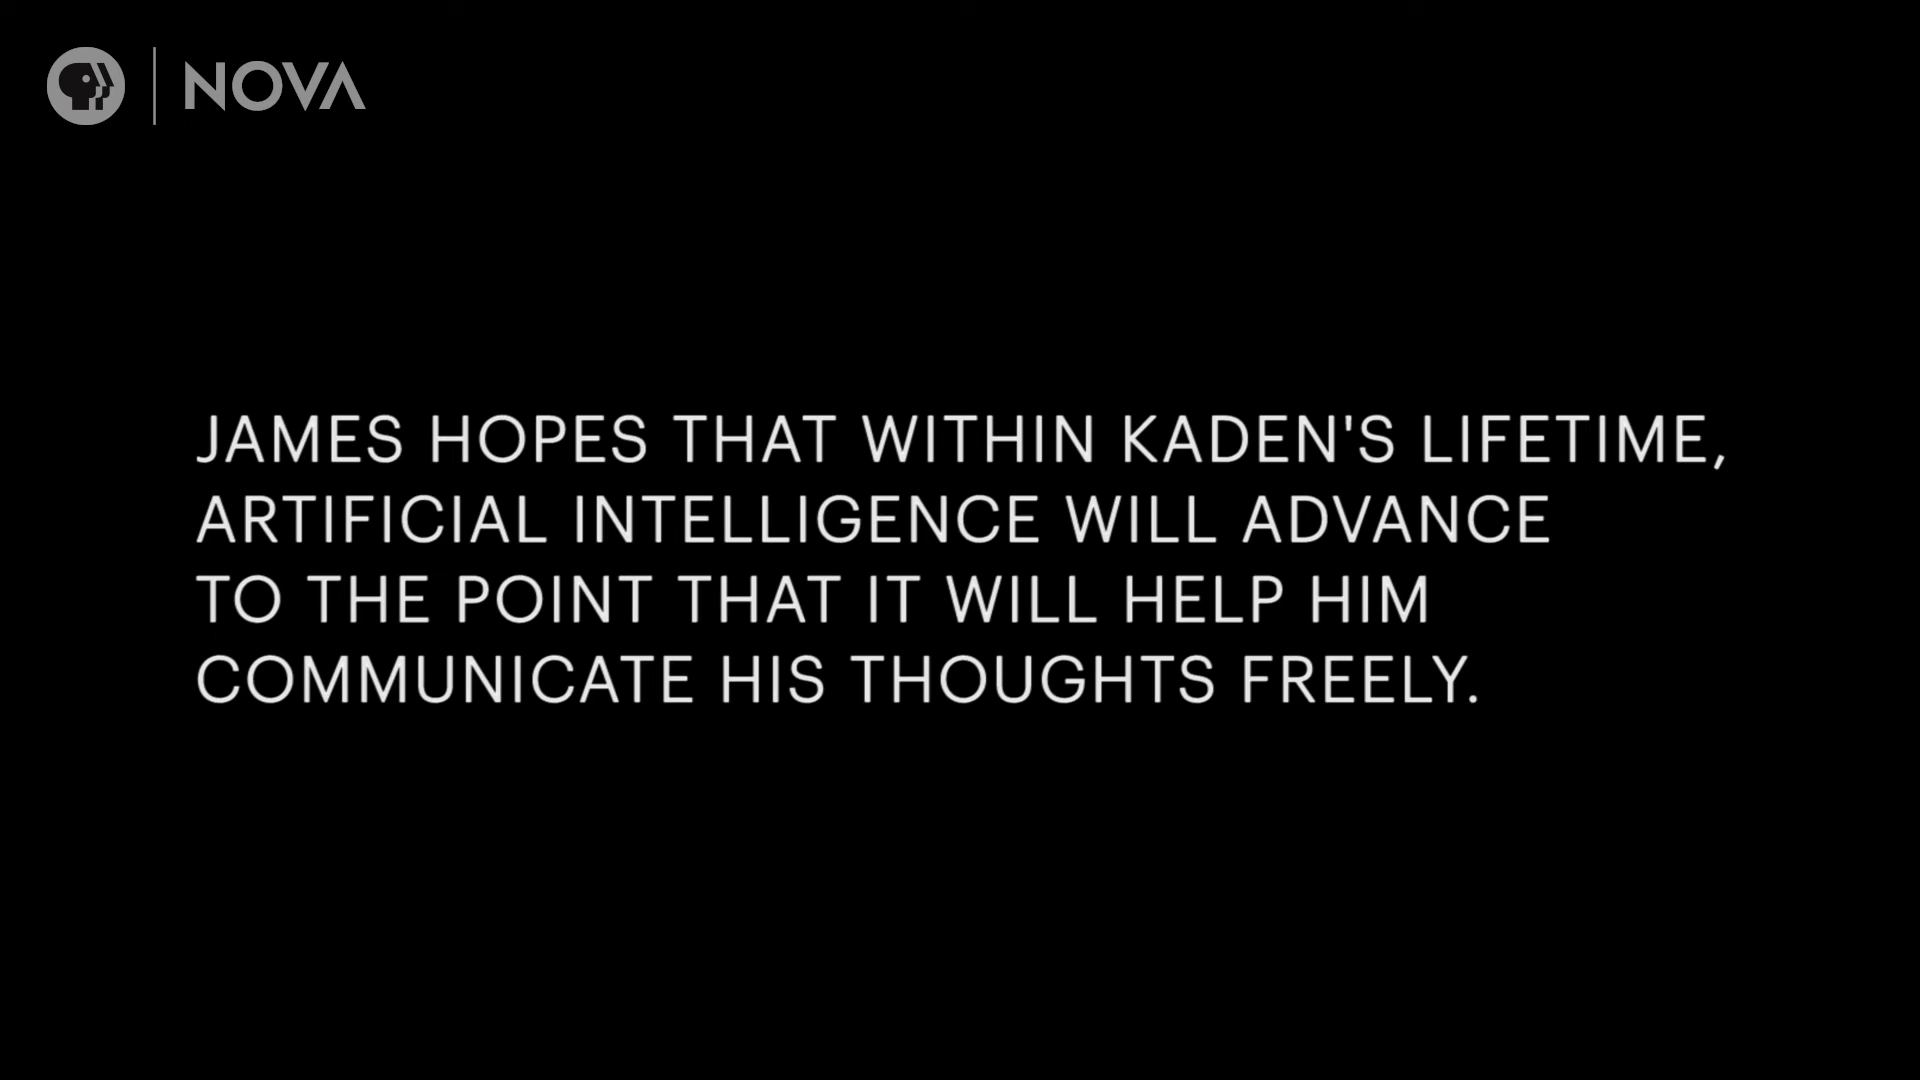 NOVA
JAMES HOPES THAT WITHIN KADEN'S LIFETIME,
ARTIFICIAL INTELLIGENCE WILL ADVANCE
TO THE POINT THAT IT WILL HELP HIM
COMMUNICATE HIS THOUGHTS FREELY.